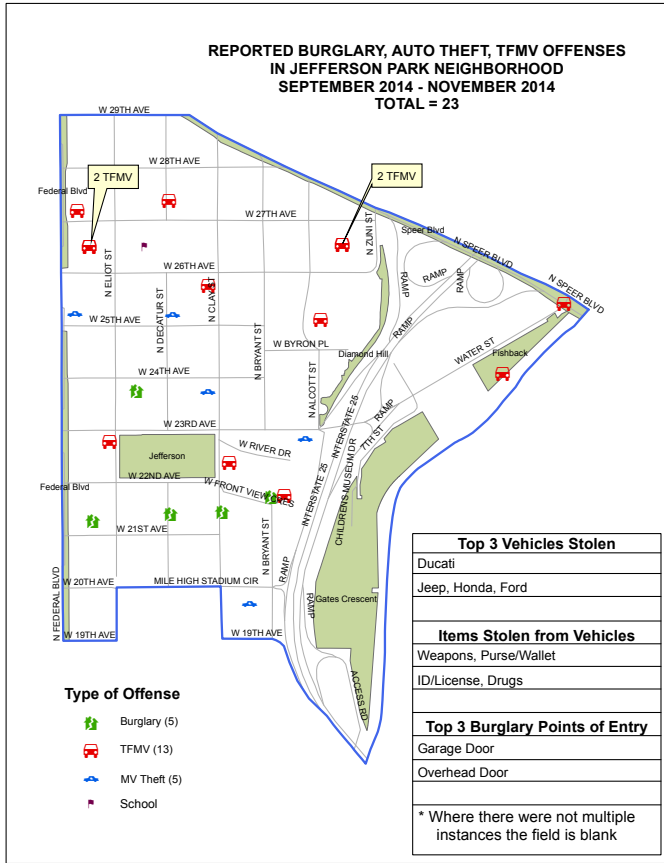 REPORTED BURGLARY, AUTO THEFT, TFMV OFFENSES
IN JEFFERSON PARK NEIGHBORHOOD
SEPTEMBER 2014 - NOVEMBER 2014
TOTAL = 23
W 29TH AVE
W 28TH AVE
2 TFMV
2 TFMV
Federal Blvd
W 27TH AVE
N ZUNI ST
Speer Blvd
N SPEER BLVD
N ELIOT ST
W 26TH AVE
RAMP
RAMP
RAMP
N SPEER BLVD
N DECATUR ST
N CLAY ST
W 25TH AVE
N BRYANT ST
RAMP
W BYRON PL
Diamond Hill
WATER ST
Fishback
W 24TH AVE
N ALCOTT ST
RAMP
W 23RD AVE
INTERSTATE 25
7TH ST
W RIVER DR
Jefferson
CHILDRENS MUSEUM DR
INTERSTATE 25
W 22ND AVE
Federal Blvd
W FRONT VIEW CRES
W 21ST AVE
N BRYANT ST
RAMP
W 20TH AVE
MILE HIGH STADIUM CIR
N FEDERAL BLVD
RAMP
Gates Crescent
W 19TH AVE
W 19TH AVE
ACCESS RD
Type of Offense
Burglary (5)
TFMV (13)
MV Theft (5)
School
Top 3 Vehicles Stolen
Ducati
Jeep, Honda, Ford
Items Stolen from Vehicles
Weapons, Purse/Wallet
ID/License, Drugs
Top 3 Burglary Points of Entry
Garage Door
Overhead Door
* Where there were not multiple
instances the field is blank